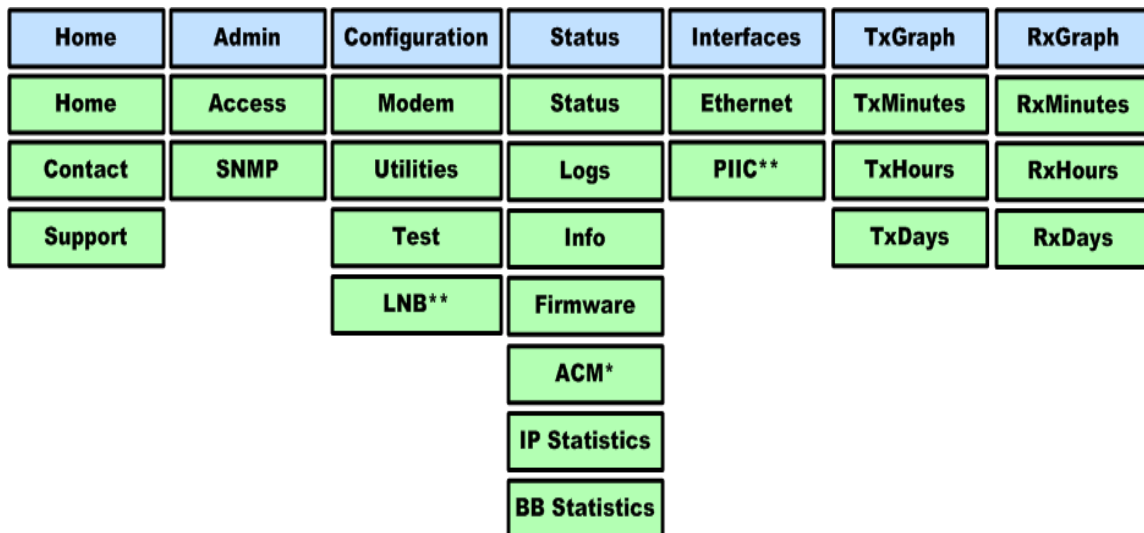 Home Admin Configuration Status Interfaces TxGraph RxGraph
Home Access Modem Status Ethernet TxMinutes RxMinutes
Contact SNMP Utilities Logs PIIC** TxHours RxHours
Support Test Info TxDays RxDays
LNB** Firmware
ACM*
IP Statistics
BB Statistics